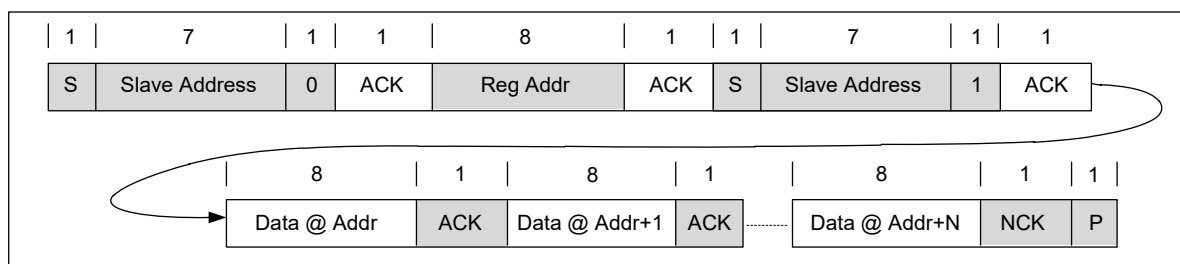 1 7 1 1 8 1 1 7 1 1
S Slave Address 0 ACK Reg Addr ACK S Slave Address 1 ACK
8 1 8 1 8 1 1
Data @ Addr ACK Data @ Addr+1 ACK Data @ Addr+N NCK P